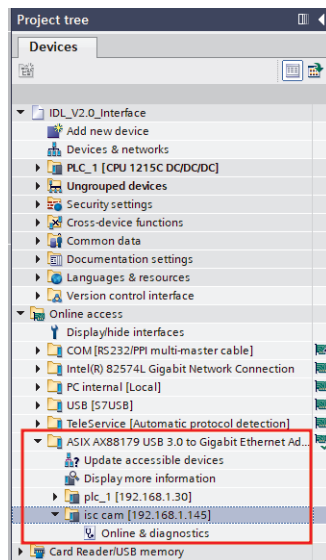 Project tree
Devices
IDL_V2.0_Interface
Add new device
Devices & networks
PLC_1 [CPU 1215C DC/DC/DC]
Ungrouped devices
Security settings
Cross-device functions
Common data
Documentation settings
Languages & resources
Version control interface
Online access
Display/hide interfaces
COM [RS232/PPI multi-master cable]
Intel(R) 82574L Gigabit Network Connection
PC internal [Local]
USB [S7USB]
TeleService [Automatic protocol detection]
ASIX AX88179 USB 3.0 to Gigabit Ethernet Ad...
Update accessible devices
Display more information
plc_1 [192.168.1.30]
isc cam [192.168.1.145]
Online & diagnostics
Card Reader/USB memory